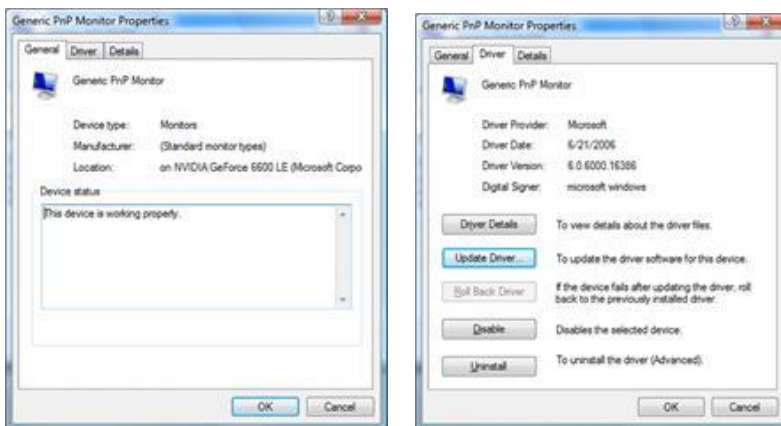 Generic PnP Monitor Properties
General Driver Details
Generic PnP Monitor
Device type: Monitors
Manufacturer: (Standard monitor types)
Location: on NVIDIA GeForce 6600 LE (Microsoft Corpo
Device status
This device is working properly.
OK Cancel
Generic PnP Monitor Properties
General Driver Details
Generic PnP Monitor
Driver Provider: Microsoft
Driver Date: 6/21/2006
Driver Version: 6.0.6000.16386
Digital Signer: microsoft windows
Driver Details To view details about the driver files.
Update Driver... To update the driver software for this device.
Roll Back Driver If the device fails after updating the driver, roll
back to the previously installed driver.
Disable Disables the selected device.
Uninstall To uninstall the driver (Advanced).
OK Cancel